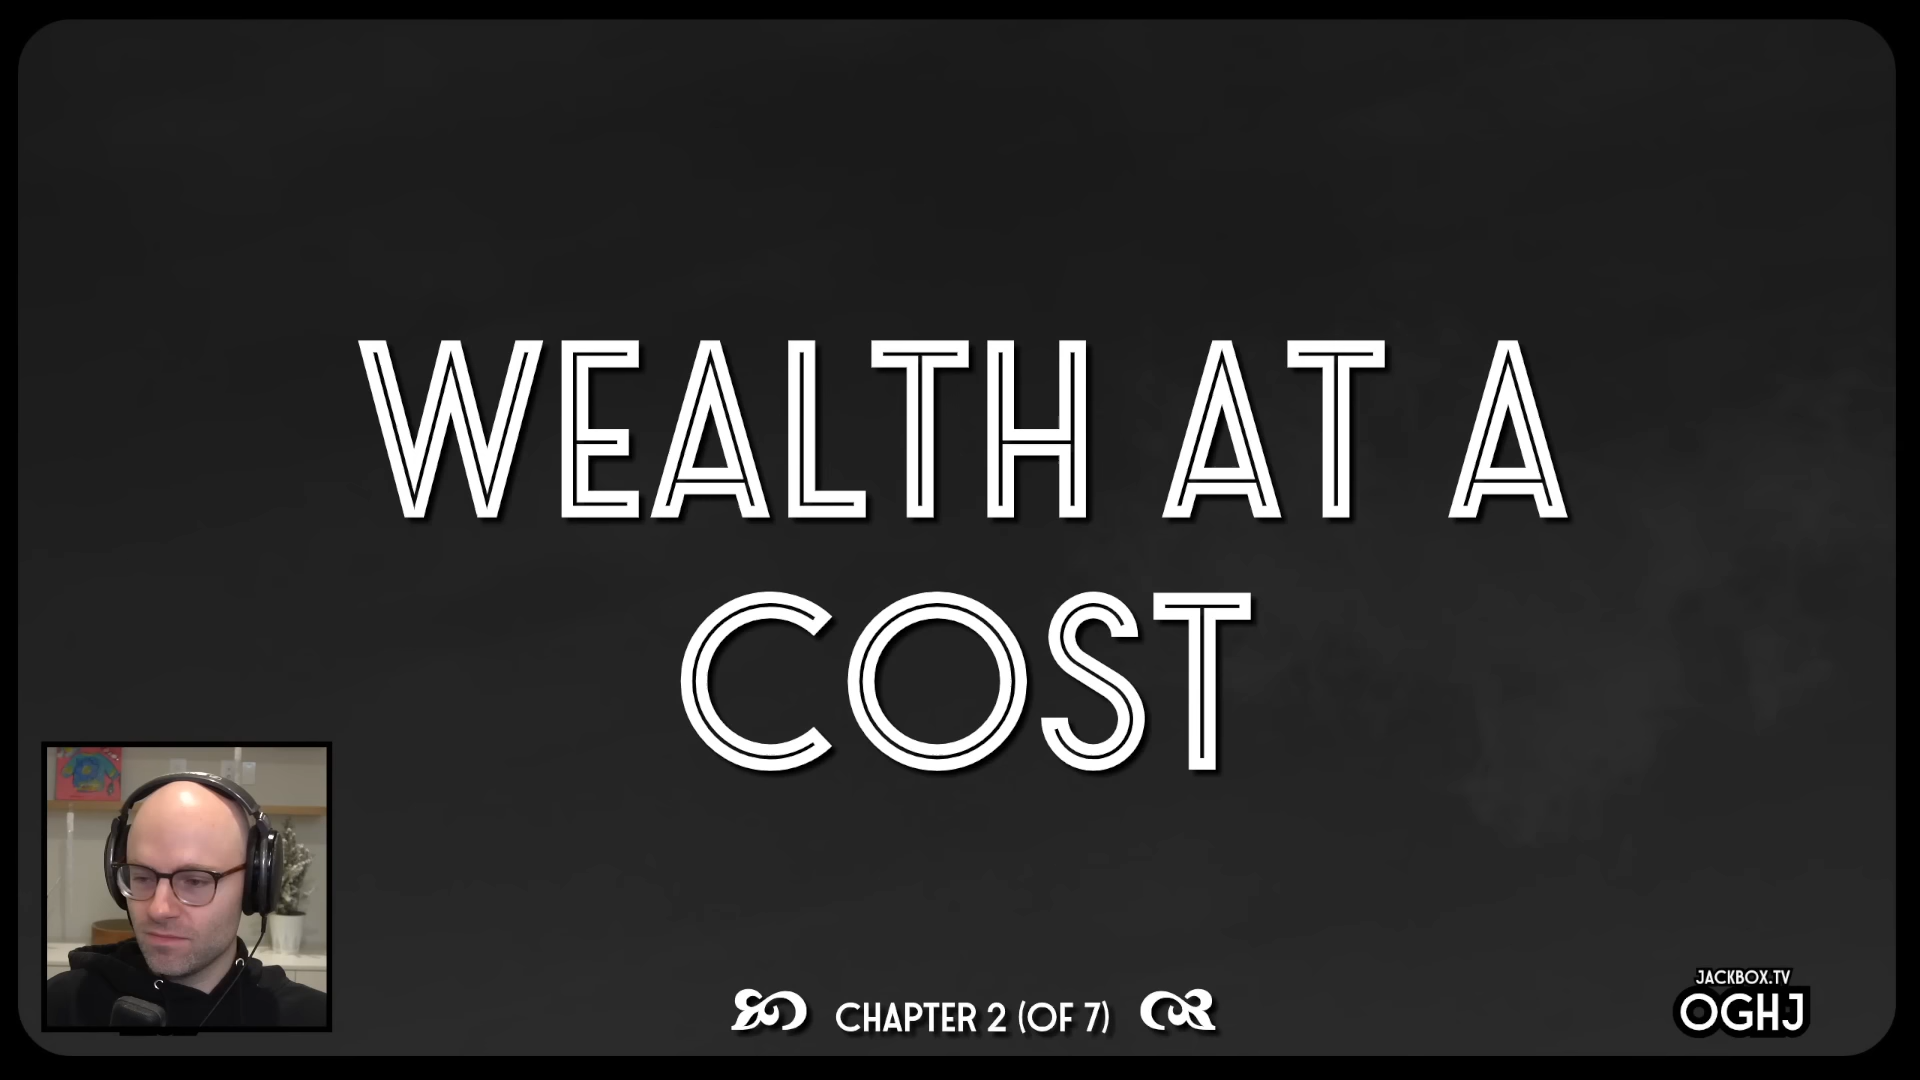 WEALTH AT A
COST
CHAPTER 2 (OF 7)
JACKBOX.TV
OGHJ